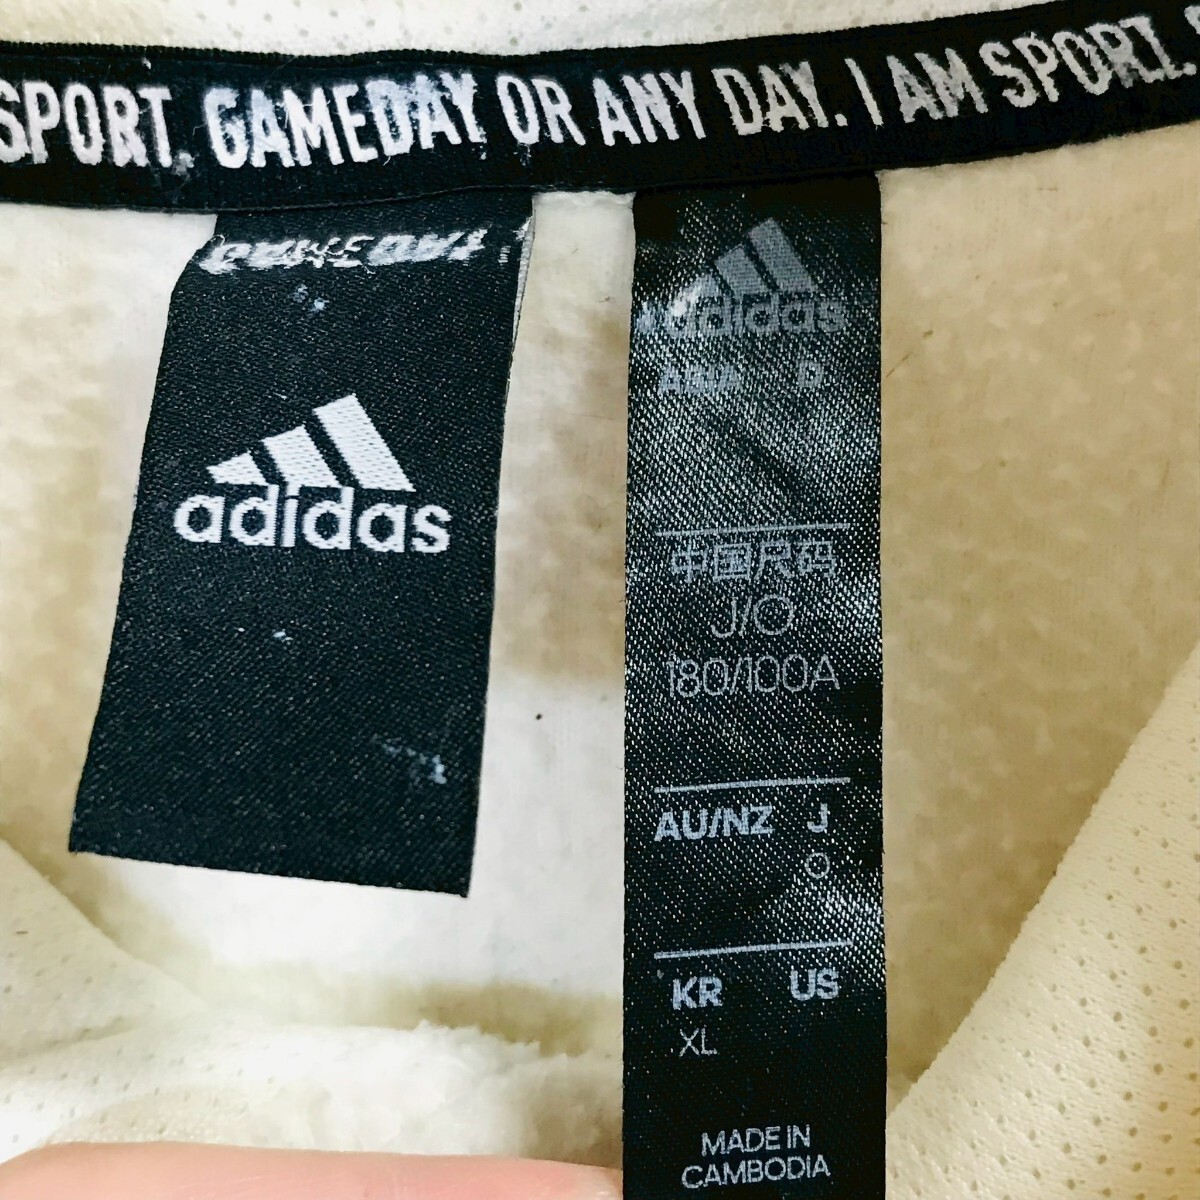 SPORT. GAMEDAY OR ANY DAY. I AM SPORT.
GAMEDAY
adidas
adidas
ASIA D
中国尺码
J/O
180/100A
AU/NZ J
O
KR US
XL
MADE IN
CAMBODIA